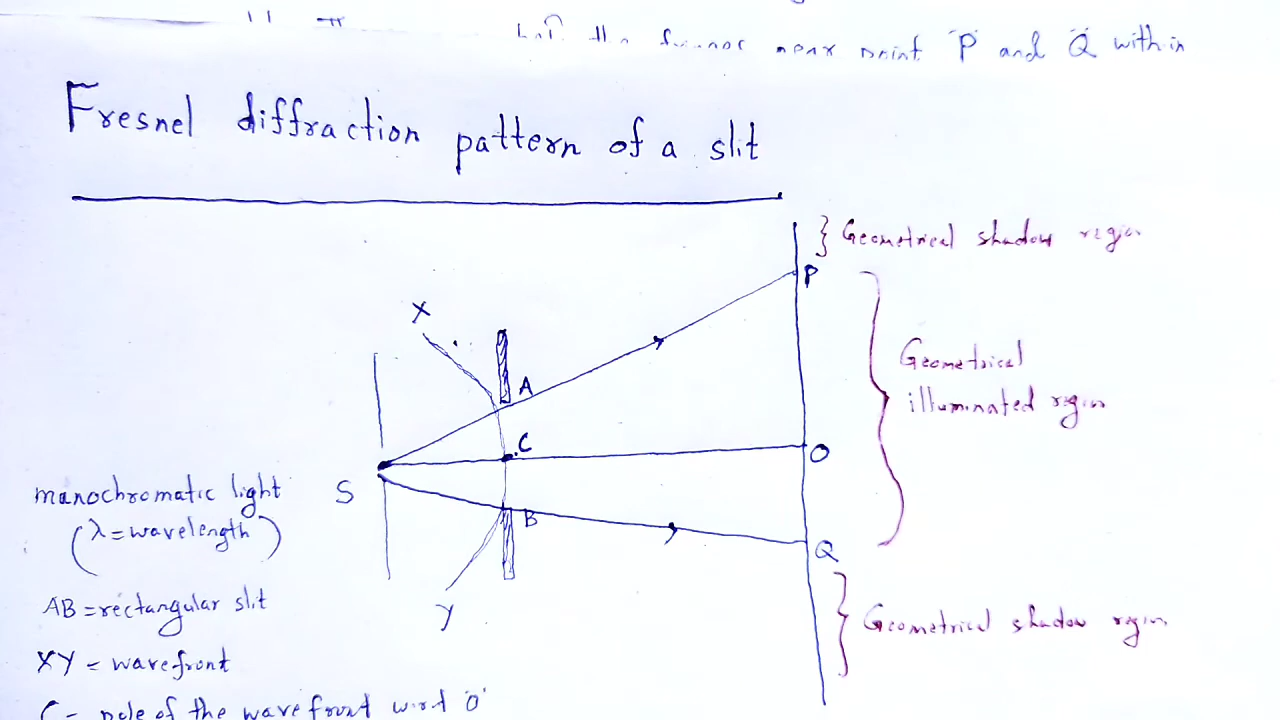 the fringes near point 'P' and 'Q' within
Fresnel diffraction pattern of a slit
} Geometrical shadow region
P
X
A
Geometrical
illuminated region
C
O
manochromatic light
S
(λ=wavelength)
B
Q
AB = rectangular slit
Y
} Geometrical shadow region
XY = wavefront
C = pole of the wavefront w.r.t 'O'